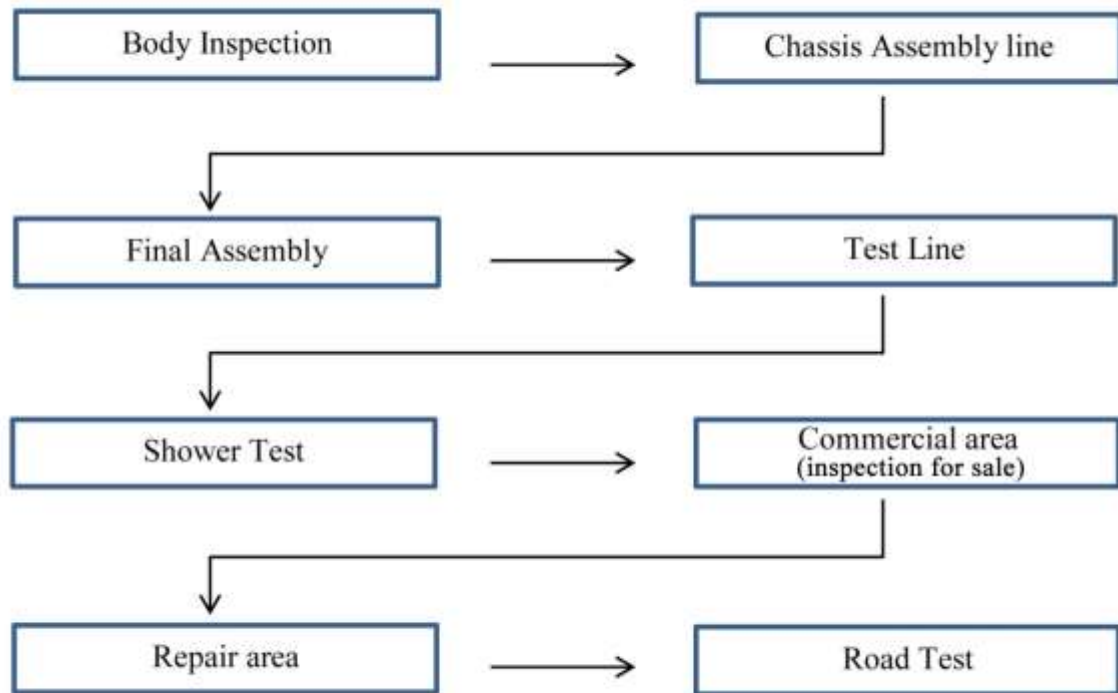 Body Inspection
Chassis Assembly line
Final Assembly
Test Line
Shower Test
Commercial area
(inspection for sale)
Repair area
Road Test